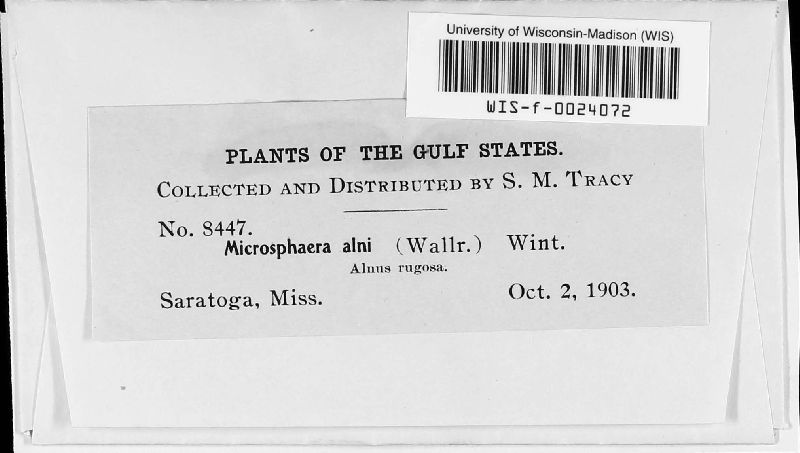 University of Wisconsin-Madison (WIS)
WIS-f-0024072
PLANTS OF THE GULF STATES.
COLLECTED AND DISTRIBUTED BY S. M. TRACY
No. 8447.
Microsphaera alni (Wallr.) Wint.
Alnus rugosa.
Saratoga, Miss. Oct. 2, 1903.